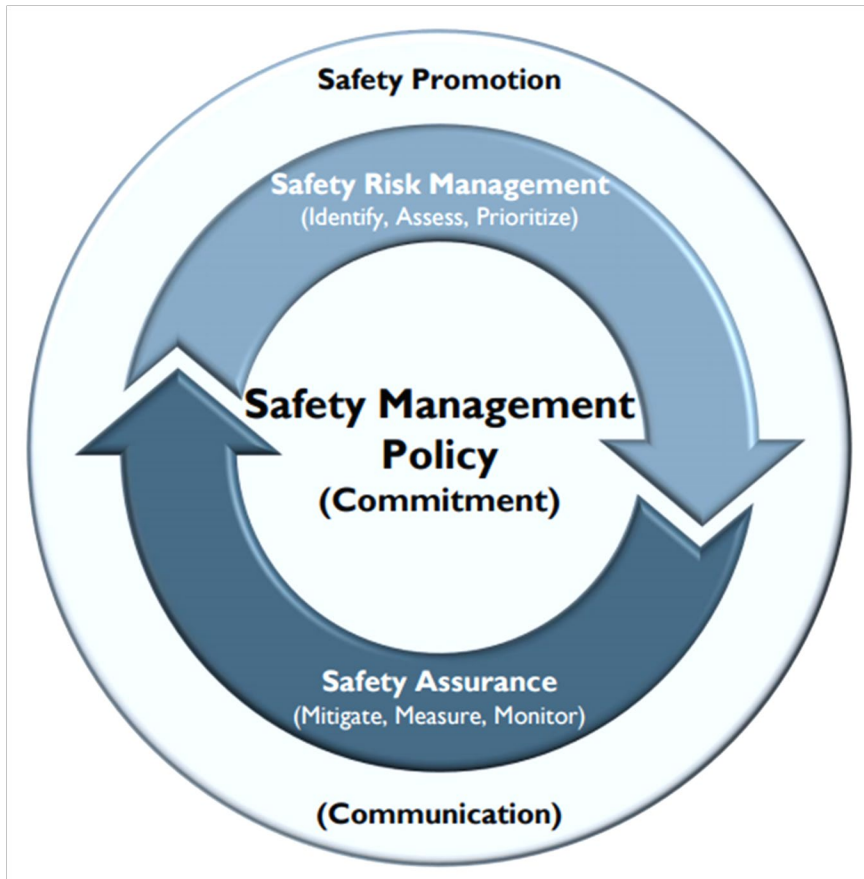 Safety Promotion
Safety Risk Management
(Identify, Assess, Prioritize)
Safety Management
Policy
(Commitment)
Safety Assurance
(Mitigate, Measure, Monitor)
(Communication)